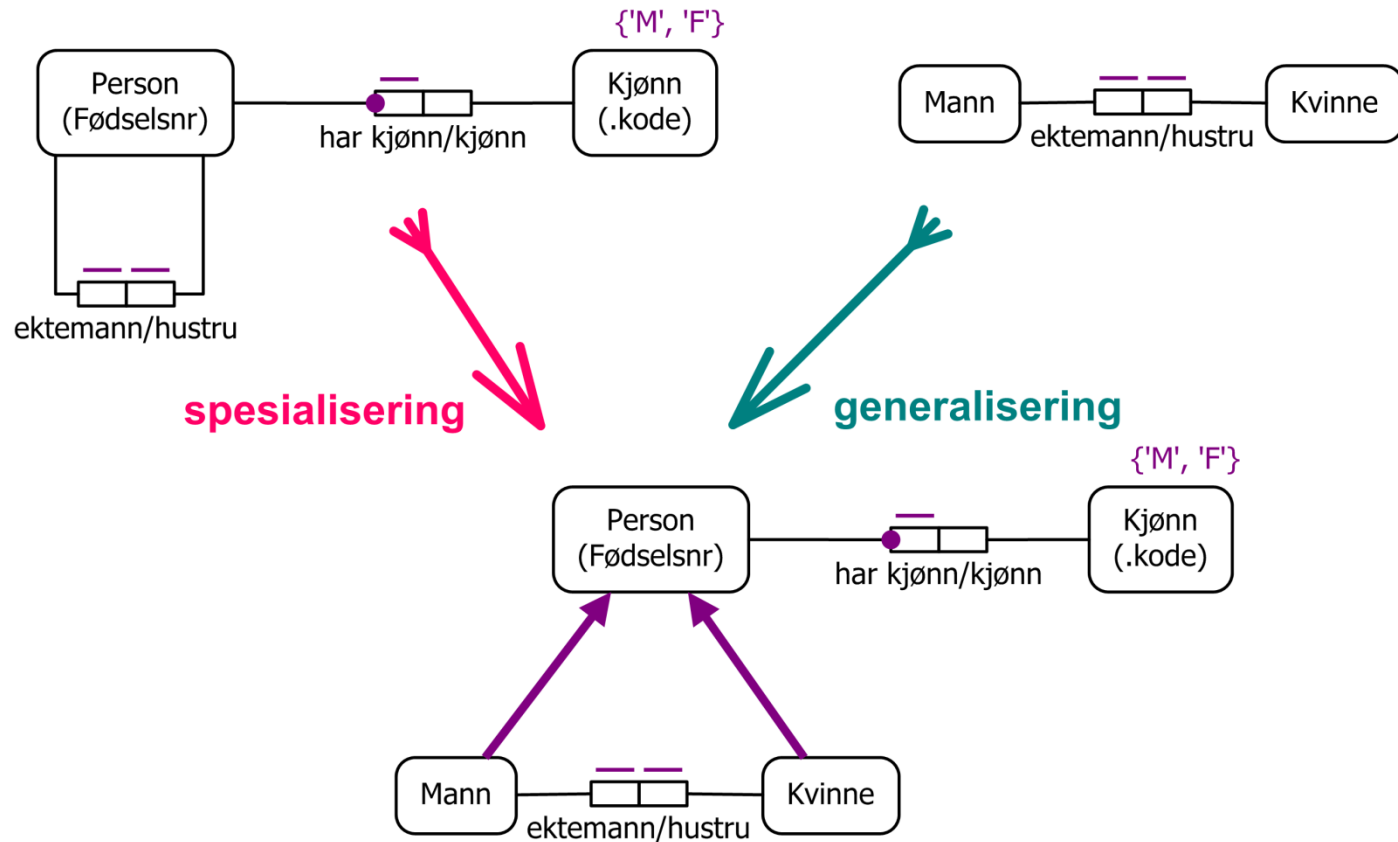 {'M', 'F'}
Person
(Fødselsnr)
har kjønn/kjønn
Kjønn
(.kode)
ektemann/hustru
Mann
ektemann/hustru
Kvinne
spesialisering
generalisering
{'M', 'F'}
Person
(Fødselsnr)
har kjønn/kjønn
Kjønn
(.kode)
Mann
ektemann/hustru
Kvinne